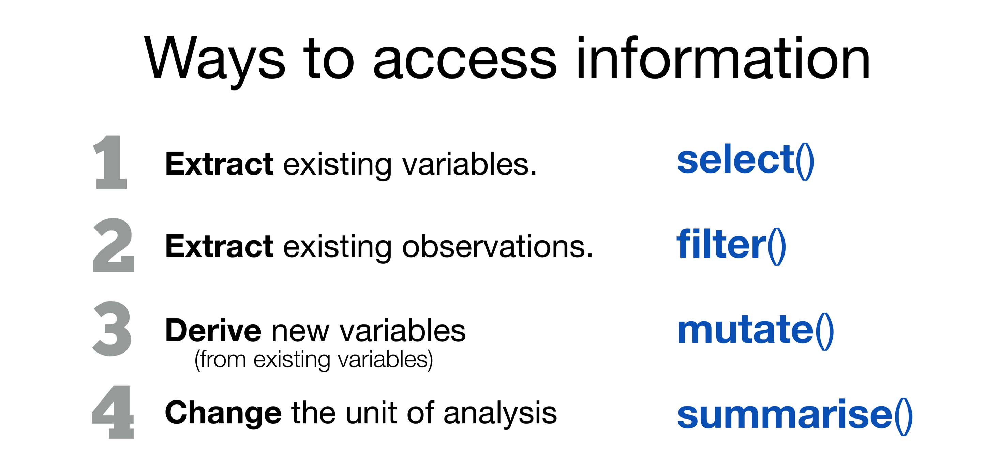 Ways to access information
1 Extract existing variables. select()
2 Extract existing observations. filter()
3 Derive new variables mutate()
(from existing variables)
4 Change the unit of analysis summarise()